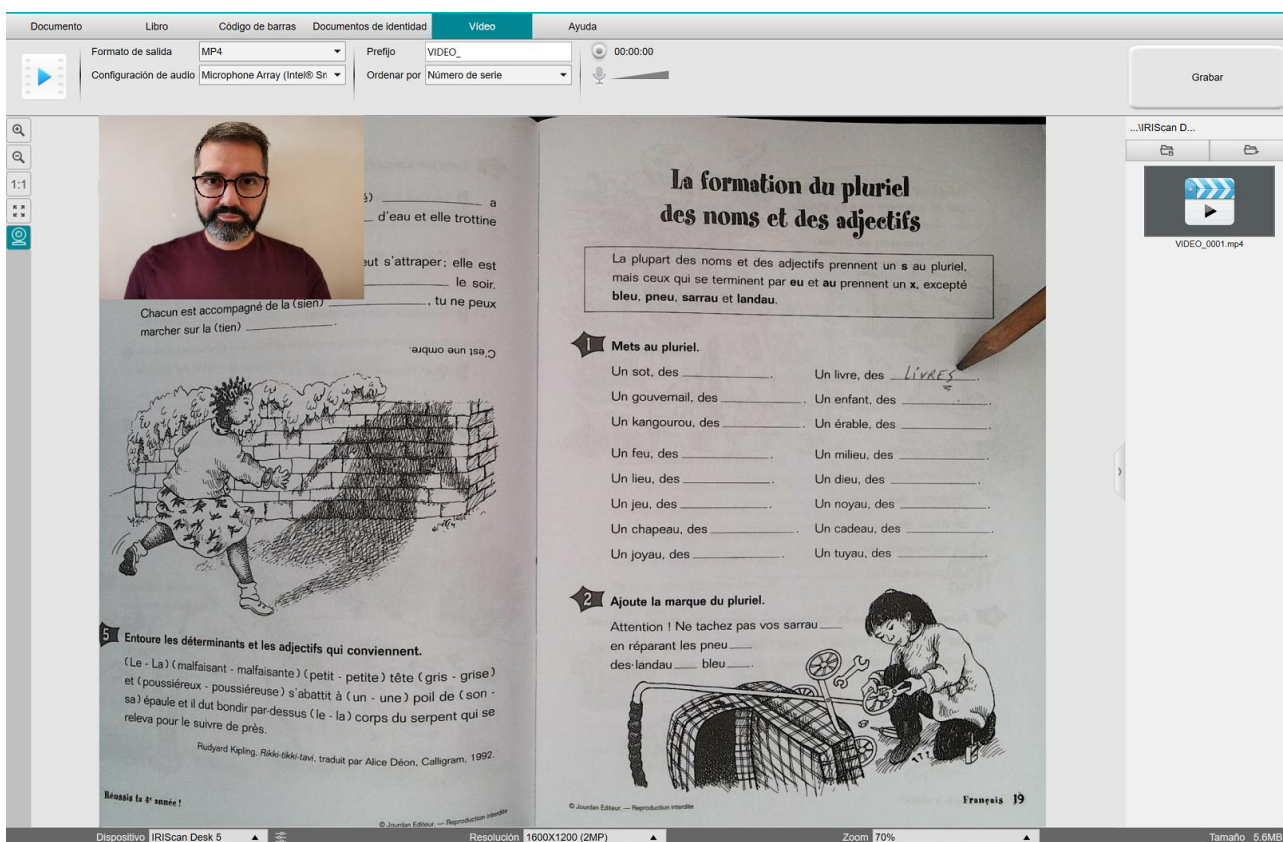 Documento Libro Código de barras Documentos de identidad Vídeo Ayuda
Formato de salida MP4 Prefijo VIDEO_ 00:00:00
Configuración de audio Microphone Array (Intel® Sn Ordenar por Número de serie
Grabar
...\IRIScan D...
VIDEO_0001.mp4
1:1
a
d'eau et elle trottine
eut s'attraper; elle est
le soir.
Chacun est accompagné de la (sien) , tu ne peux
marcher sur la (tien) .
C'est une ombre.
5 Entoure les déterminants et les adjectifs qui conviennent.
(Le - La) (malfaisant - malfaisante) (petit - petite) tête (gris - grise)
et (poussiéreux - poussiéreuse) s'abattit à (un - une) poil de (son -
sa) épaule et il dut bondir par-dessus (le - la) corps du serpent qui se
releva pour le suivre de près.
Rudyard Kipling, Rikki-tikki-tavi, traduit par Alice Déon, Calligram, 1992.
Réussis ta 4e année !
© Jourdan Editeur. — Reproduction interdite
La formation du pluriel
des noms et des adjectifs
La plupart des noms et des adjectifs prennent un s au pluriel,
mais ceux qui se terminent par eu et au prennent un x, excepté
bleu, pneu, sarrau et landau.
1 Mets au pluriel.
Un sot, des . Un livre, des LIVRES.
Un gouvernail, des . Un enfant, des .
Un kangourou, des . Un érable, des .
Un feu, des . Un milieu, des .
Un lieu, des . Un dieu, des .
Un jeu, des . Un noyau, des .
Un chapeau, des . Un cadeau, des .
Un joyau, des . Un tuyau, des .
2 Ajoute la marque du pluriel.
Attention ! Ne tachez pas vos sarrau
en réparant les pneu
des landau bleu .
© Jourdan Editeur. — Reproduction interdite
Français 19
Dispositivo IRIScan Desk 5 Resolución 1600X1200 (2MP) Zoom 70% Tamaño 5.6MB